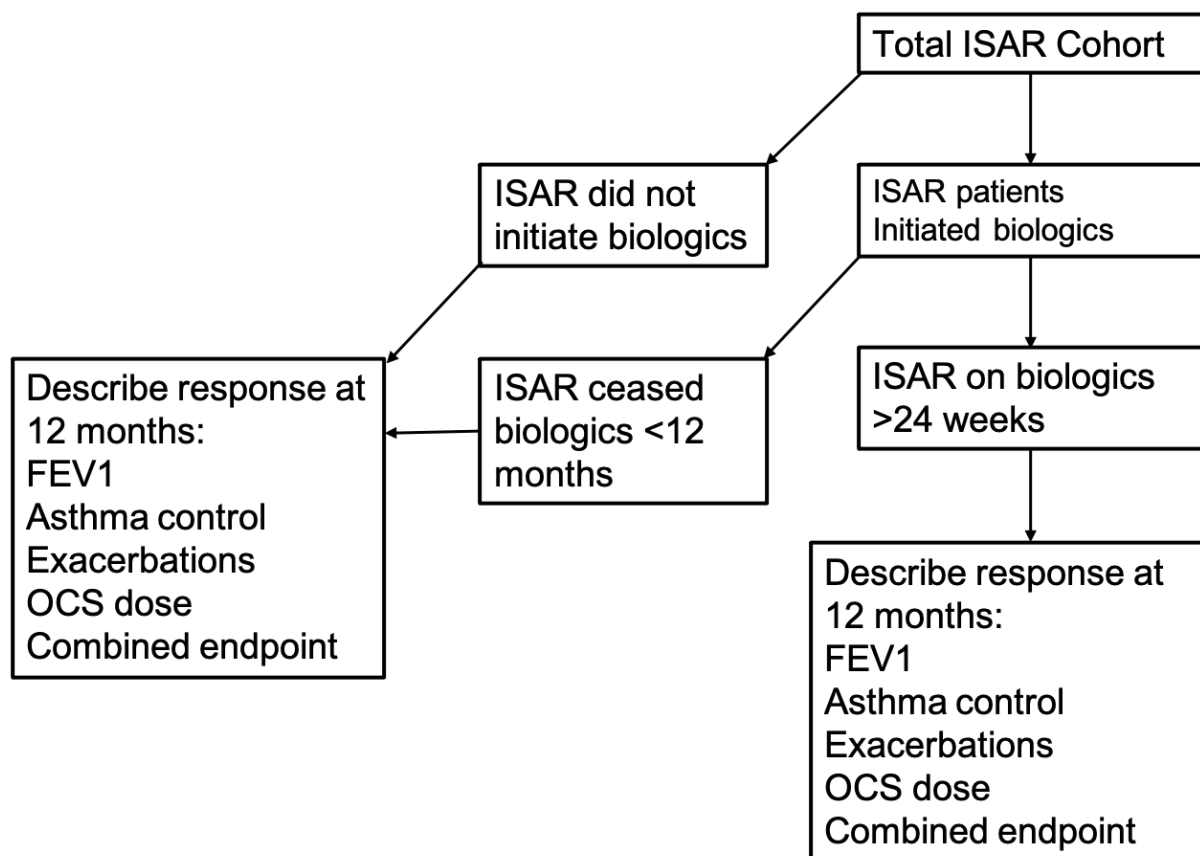 Total ISAR Cohort
ISAR did not
initiate biologics
ISAR patients
Initiated biologics
Describe response at
12 months:
FEV1
Asthma control
Exacerbations
OCS dose
Combined endpoint
ISAR ceased
biologics <12
months
ISAR on biologics
>24 weeks
Describe response at
12 months:
FEV1
Asthma control
Exacerbations
OCS dose
Combined endpoint